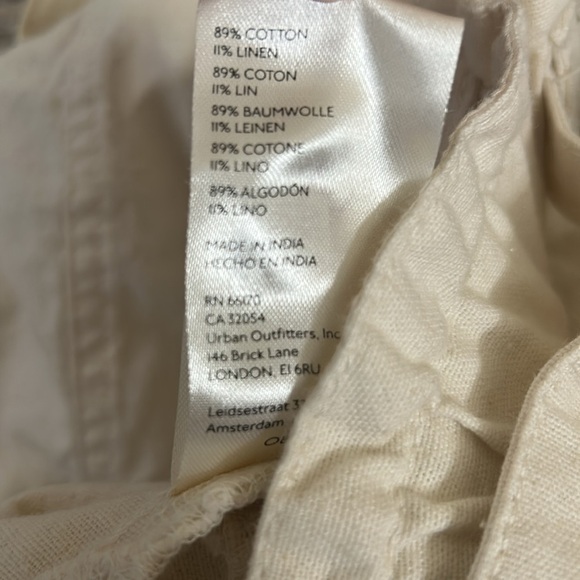 89% COTTON
11% LINEN
89% COTON
11% LIN
89% BAUMWOLLE
11% LEINEN
89% COTONE
11% LINO
89% ALGODÓN
11% LINO
MADE IN INDIA
HECHO EN INDIA
RN 66070
CA 32054
Urban Outfitters, Inc
146 Brick Lane
LONDON, E1 6RU
Leidsestraat
Amsterdam